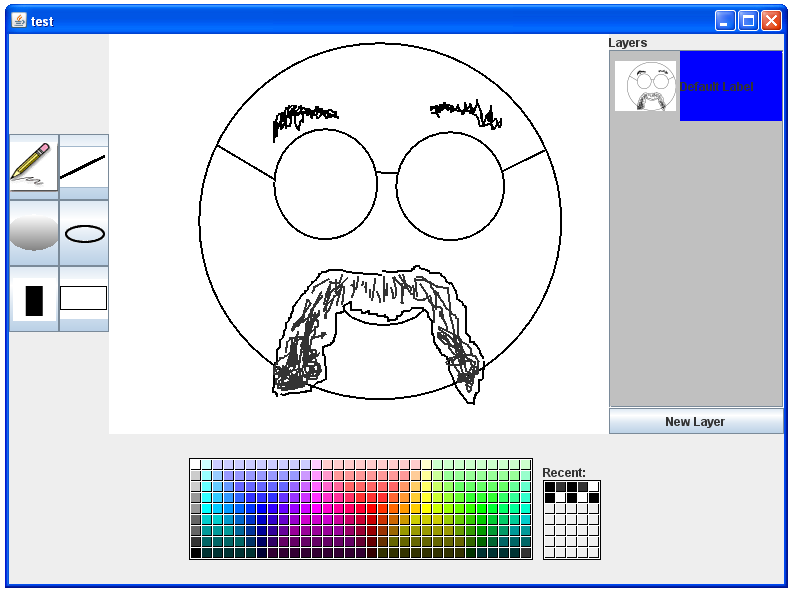 test
Layers
Default Label
New Layer
Recent: